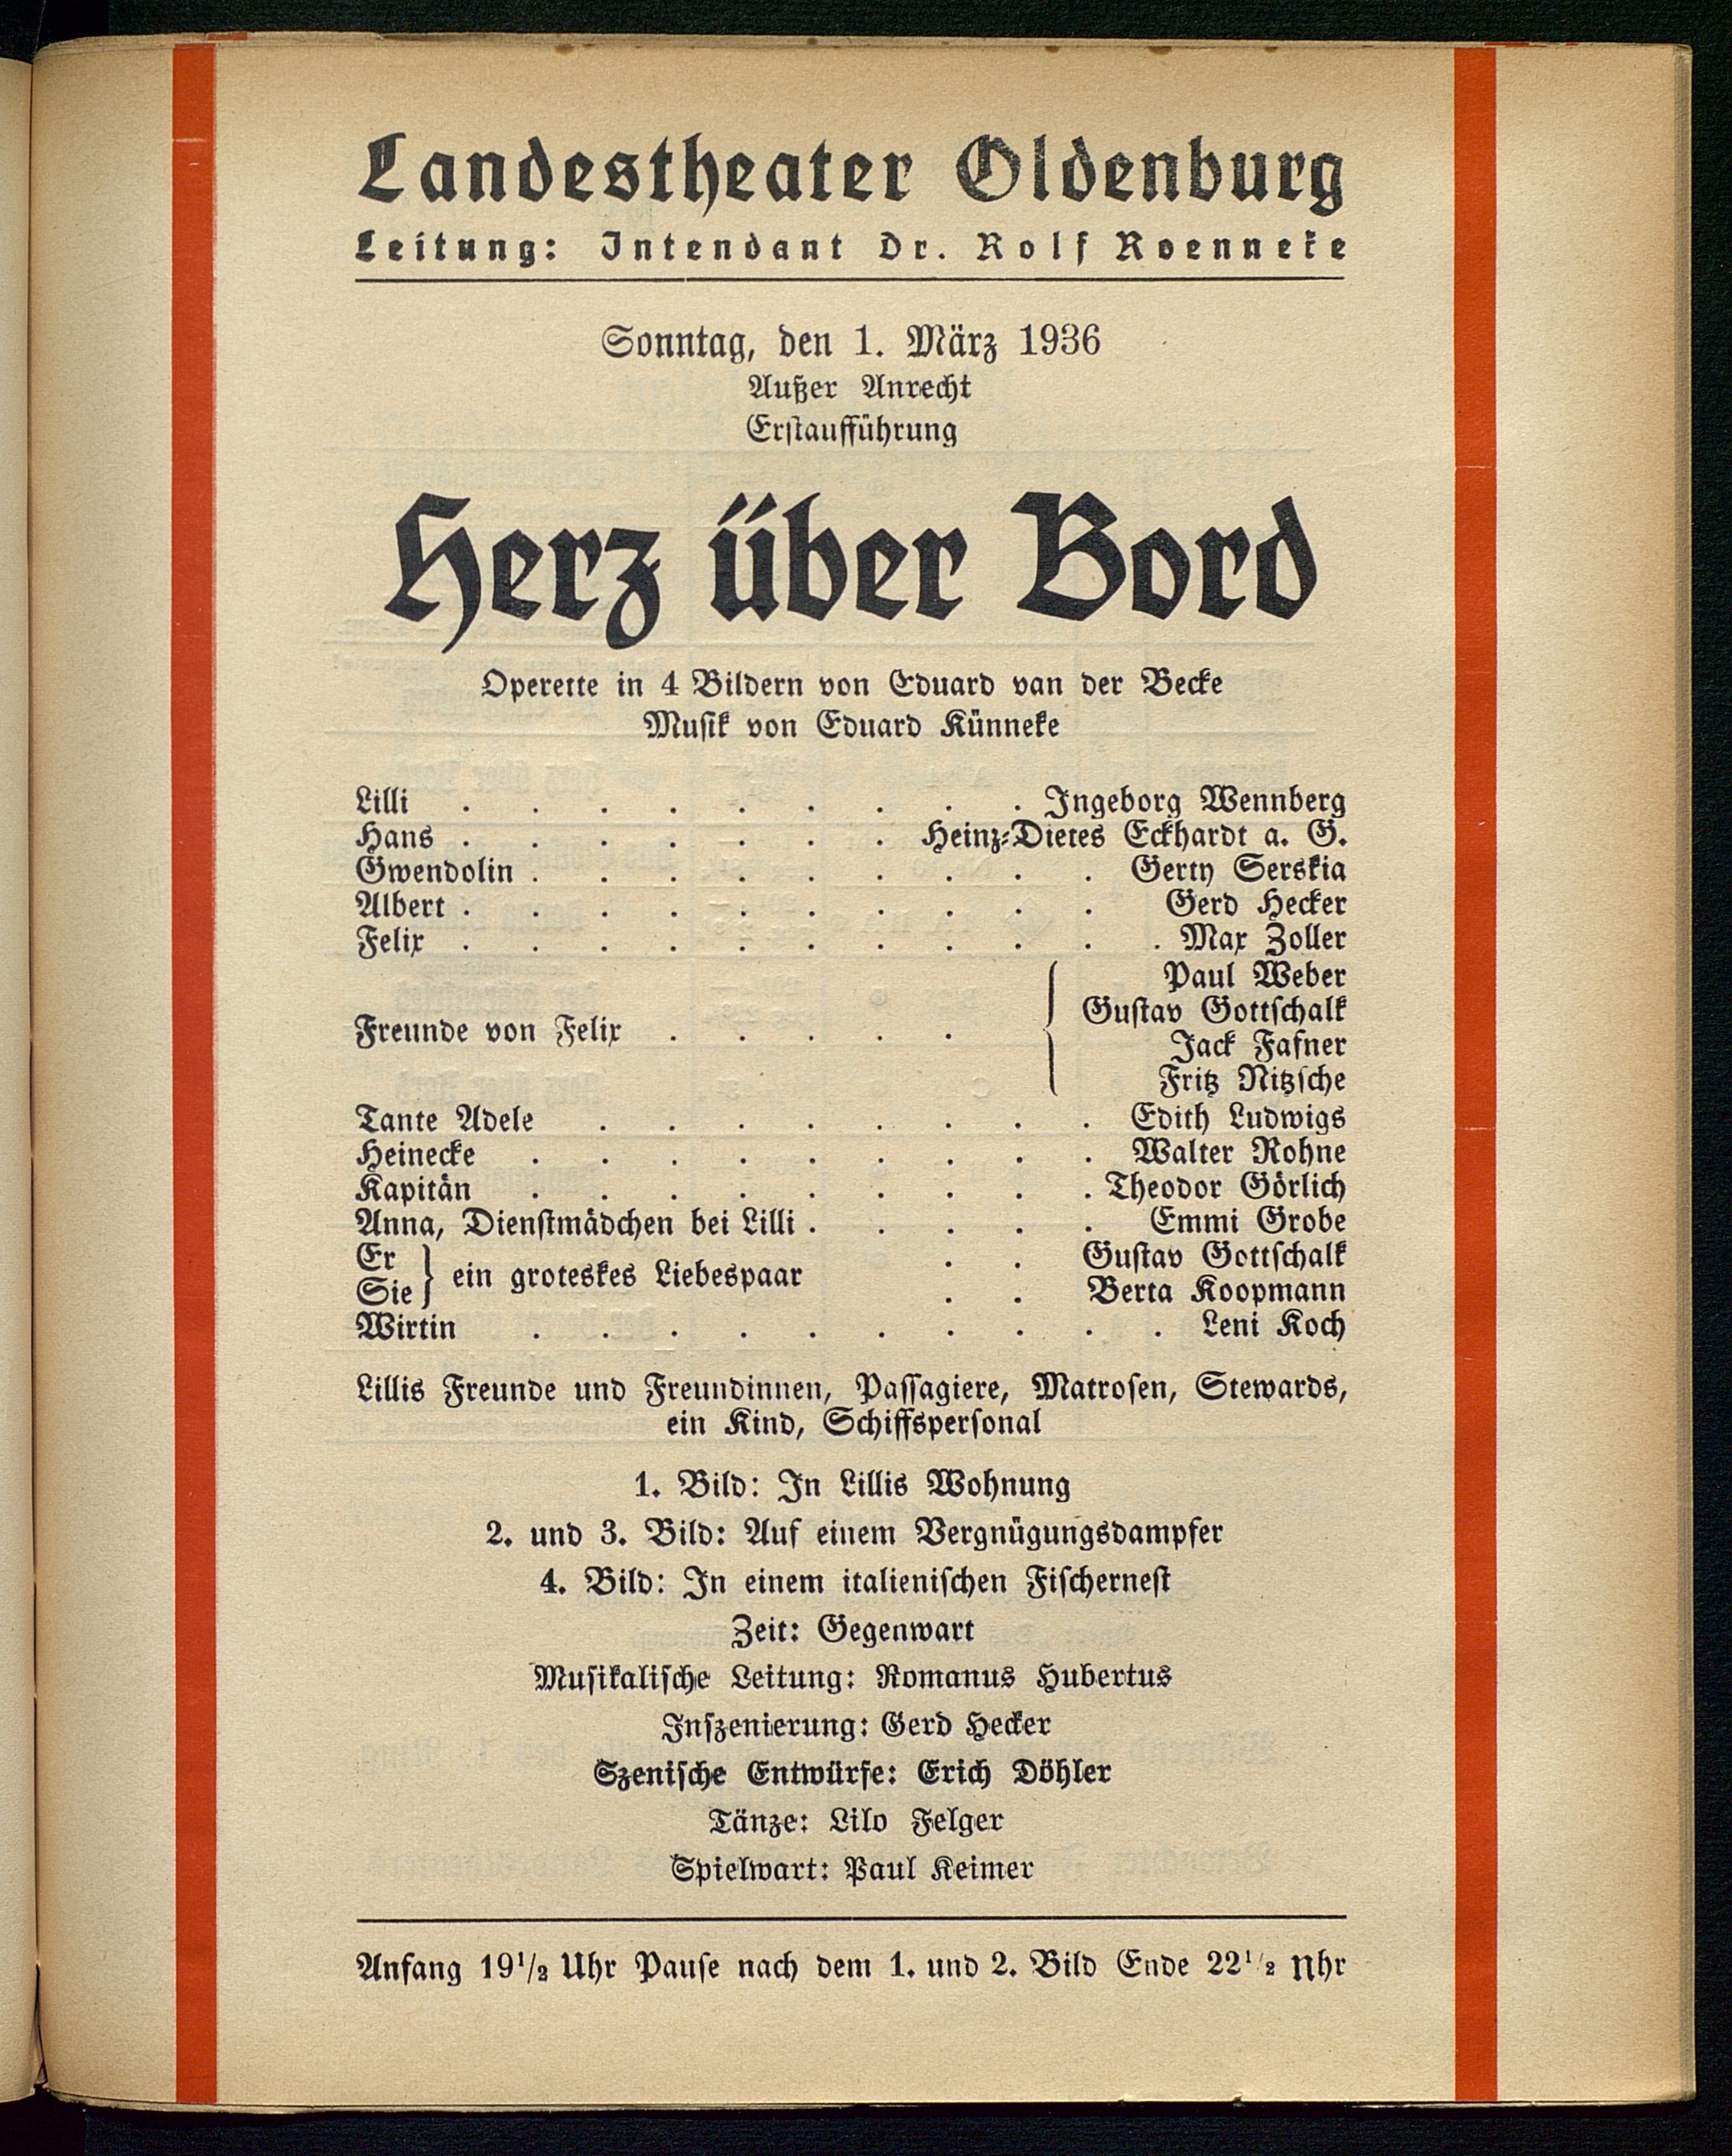 Landestheater Oldenburg
Leitung: Intendant Dr. Rolf Roenneke
Sonntag, den 1. März 1936
Außer Anrecht
Erstaufführung
Herz über Bord
Operette in 4 Bildern von Eduard van der Becke
Musik von Eduard Künneke
Lilli . . . . . . . . . Ingeborg Wennberg
Hans . . . . . . . Heinz-Dietes Eckhardt a. G.
Gwendolin . . . . . . . . . Gerty Serskia
Albert . . . . . . . . . . Gerd Hecker
Felix . . . . . . . . . . . Max Zoller
Freunde von Felix . . . . . { Paul Weber
Gustav Gottschalk
Jack Fafner
Fritz Nitzsche
Tante Adele . . . . . . . . Edith Ludwigs
Heinecke . . . . . . . . . Walter Rohne
Kapitän . . . . . . . . . Theodor Görlich
Anna, Dienstmädchen bei Lilli . . . . . Emmi Grobe
Er } ein groteskes Liebespaar . . Gustav Gottschalk
Sie } . . Berta Koopmann
Wirtin . . . . . . . . . . Leni Koch
Lillis Freunde und Freundinnen, Passagiere, Matrosen, Stewards,
ein Kind, Schiffspersonal
1. Bild: In Lillis Wohnung
2. und 3. Bild: Auf einem Vergnügungsdampfer
4. Bild: In einem italienischen Fischernest
Zeit: Gegenwart
Musikalische Leitung: Romanus Hubertus
Inszenierung: Gerd Hecker
Szenische Entwürfe: Erich Döhler
Tänze: Lilo Felger
Spielwart: Paul Keimer
Anfang 19½ Uhr Pause nach dem 1. und 2. Bild Ende 22½ nhr